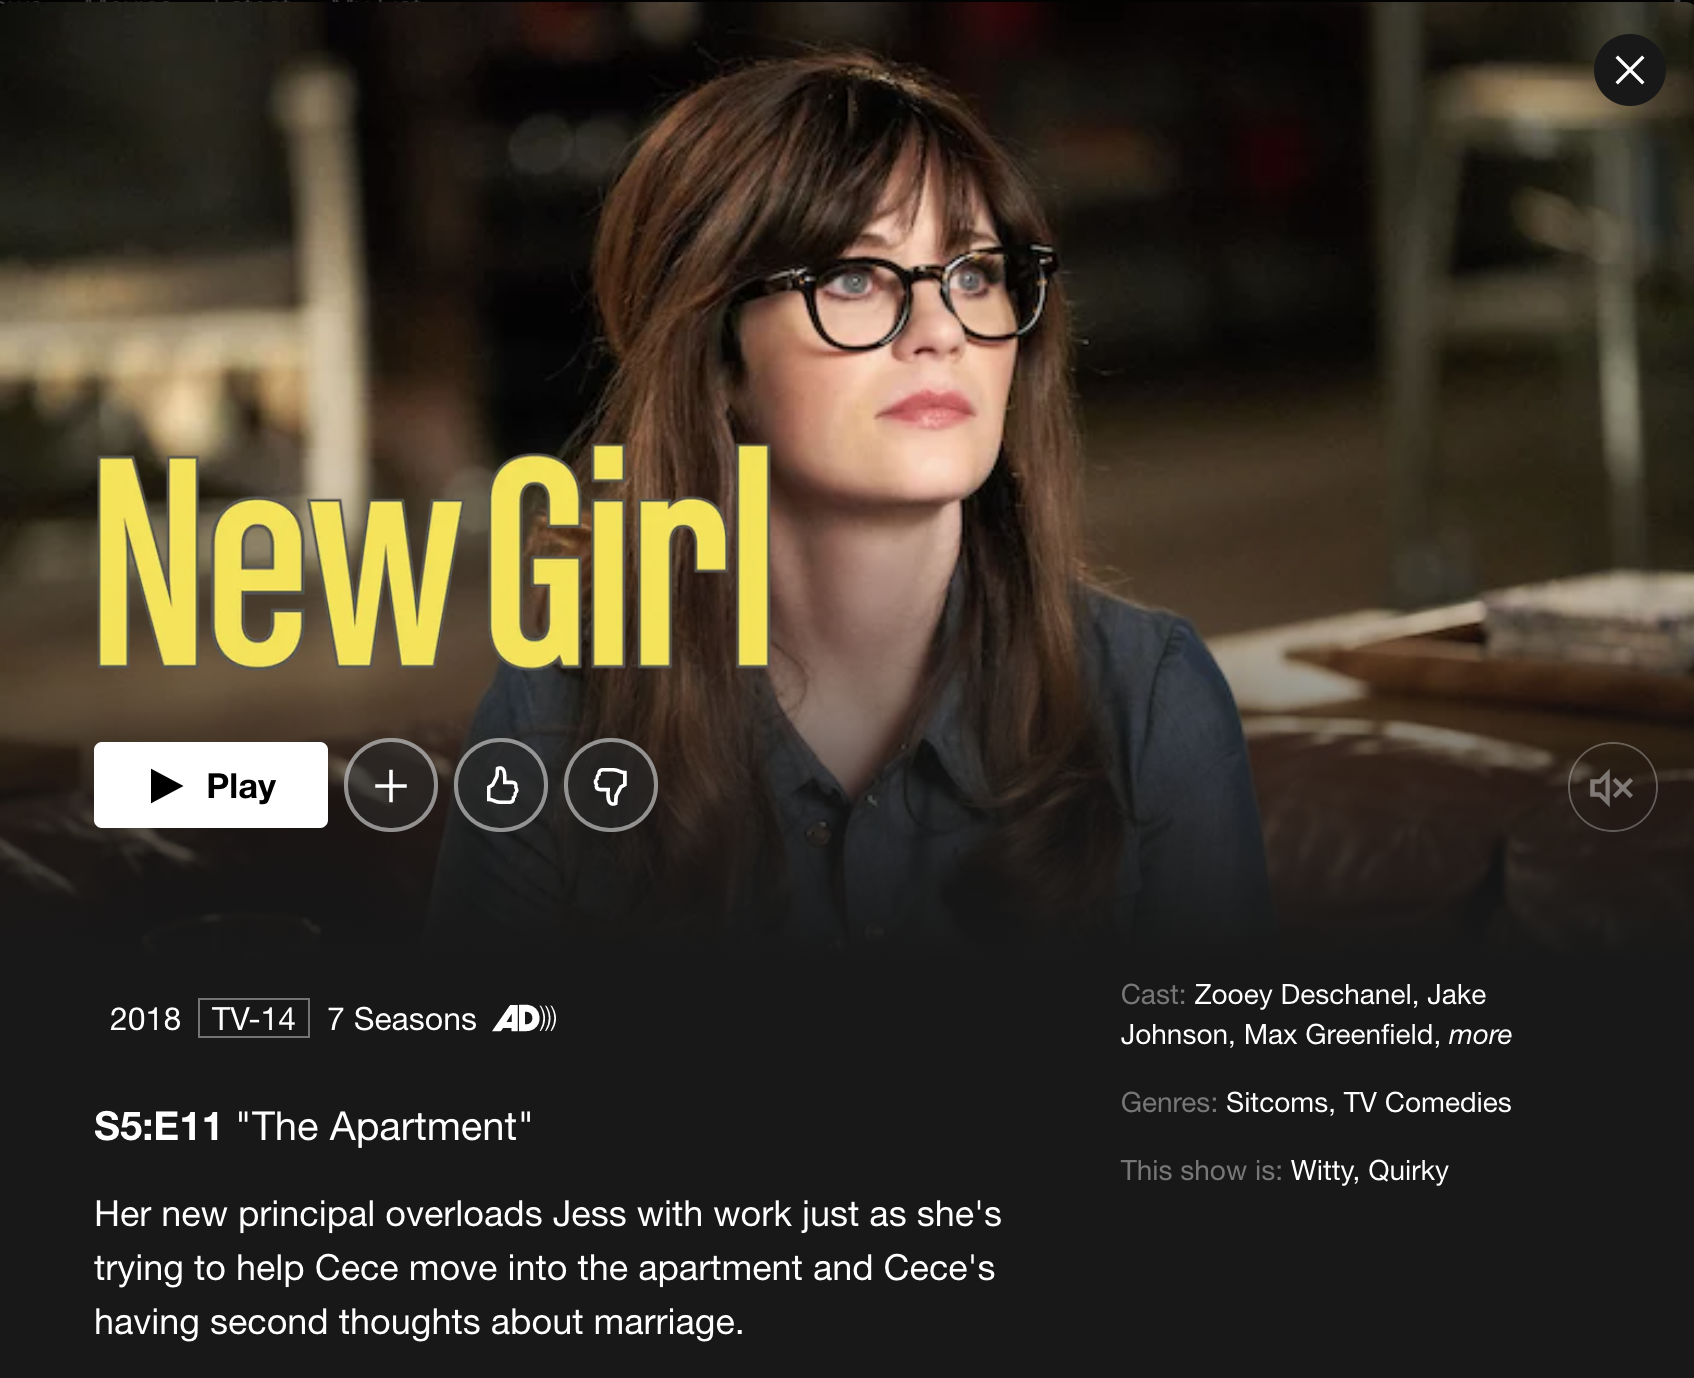 New Girl
Play
2018 TV-14 7 Seasons AD
S5:E11 "The Apartment"
Her new principal overloads Jess with work just as she's
trying to help Cece move into the apartment and Cece's
having second thoughts about marriage.
Cast: Zooey Deschanel, Jake
Johnson, Max Greenfield, more
Genres: Sitcoms, TV Comedies
This show is: Witty, Quirky